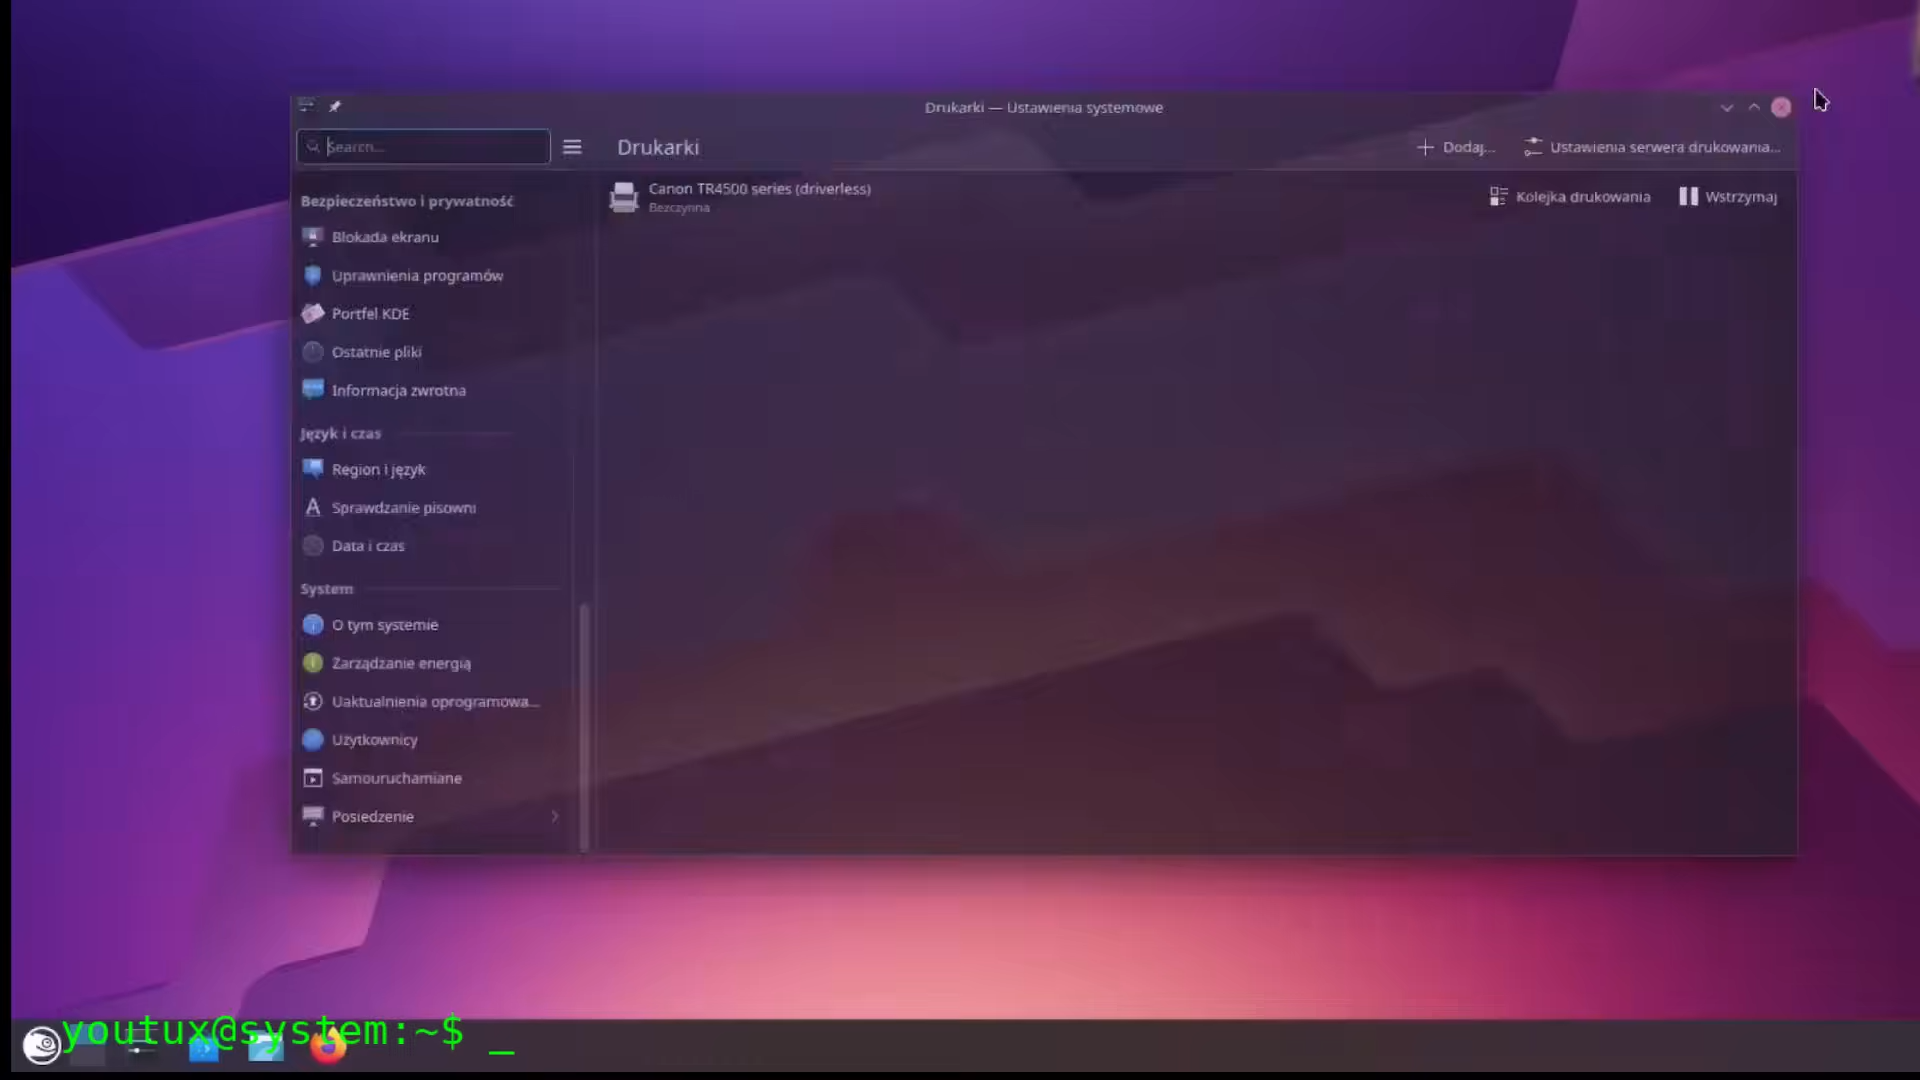 Drukarki — Ustawienia systemowe
Search...
Drukarki
Dodaj...
Ustawienia serwera drukowania...
Canon TR4500 series (driverless)
Bezczynna
Kolejka drukowania
Wstrzymaj
Bezpieczeństwo i prywatność
Blokada ekranu
Uprawnienia programów
Portfel KDE
Ostatnie pliki
Informacja zwrotna
Język i czas
Region i język
Sprawdzanie pisowni
Data i czas
System
O tym systemie
Zarządzanie energią
Uaktualnienia oprogramowa...
Użytkownicy
Samouruchamiane
Posiedzenie
youtux@system:~$ _